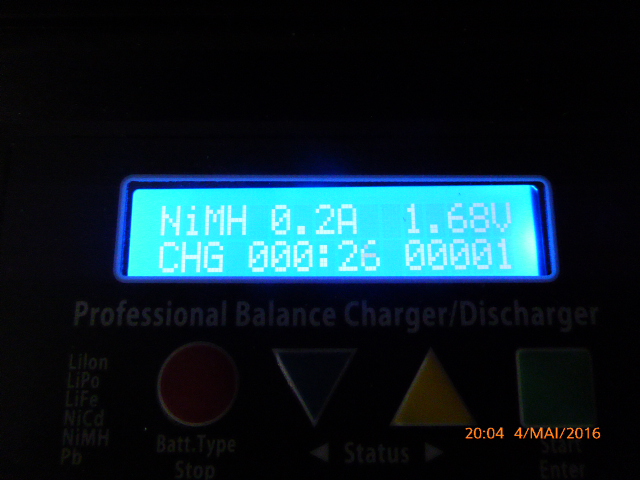 NiMH 0.2A 1.68V
CHG 000:26 00001
Professional Balance Charger/Discharger
LiIon
LiPo
LiFe
NiCd
NiMH
Pb
Batt.Type
Stop
◀ Status ▶
Start
Enter
20:04 4/MAI/2016